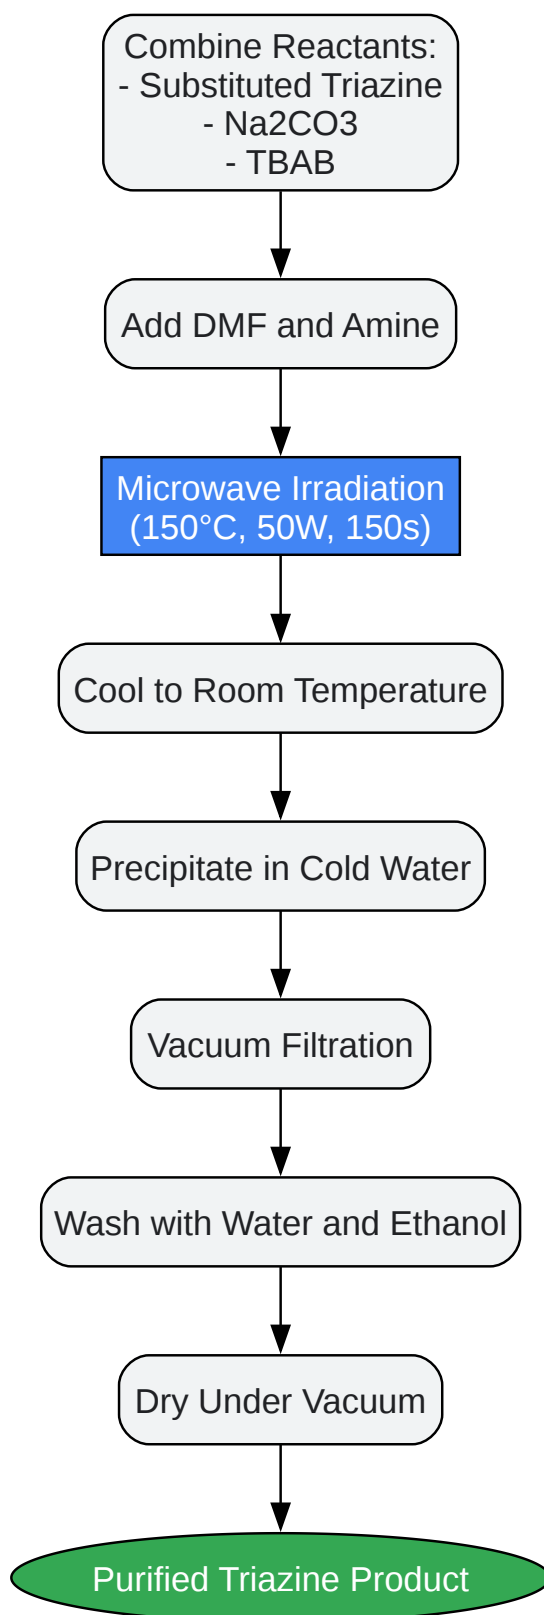 Combine Reactants:
- Substituted Triazine
- Na2CO3
- TBAB
Add DMF and Amine
Microwave Irradiation
(150°C, 50W, 150s)
Cool to Room Temperature
Precipitate in Cold Water
Vacuum Filtration
Wash with Water and Ethanol
Dry Under Vacuum
Purified Triazine Product